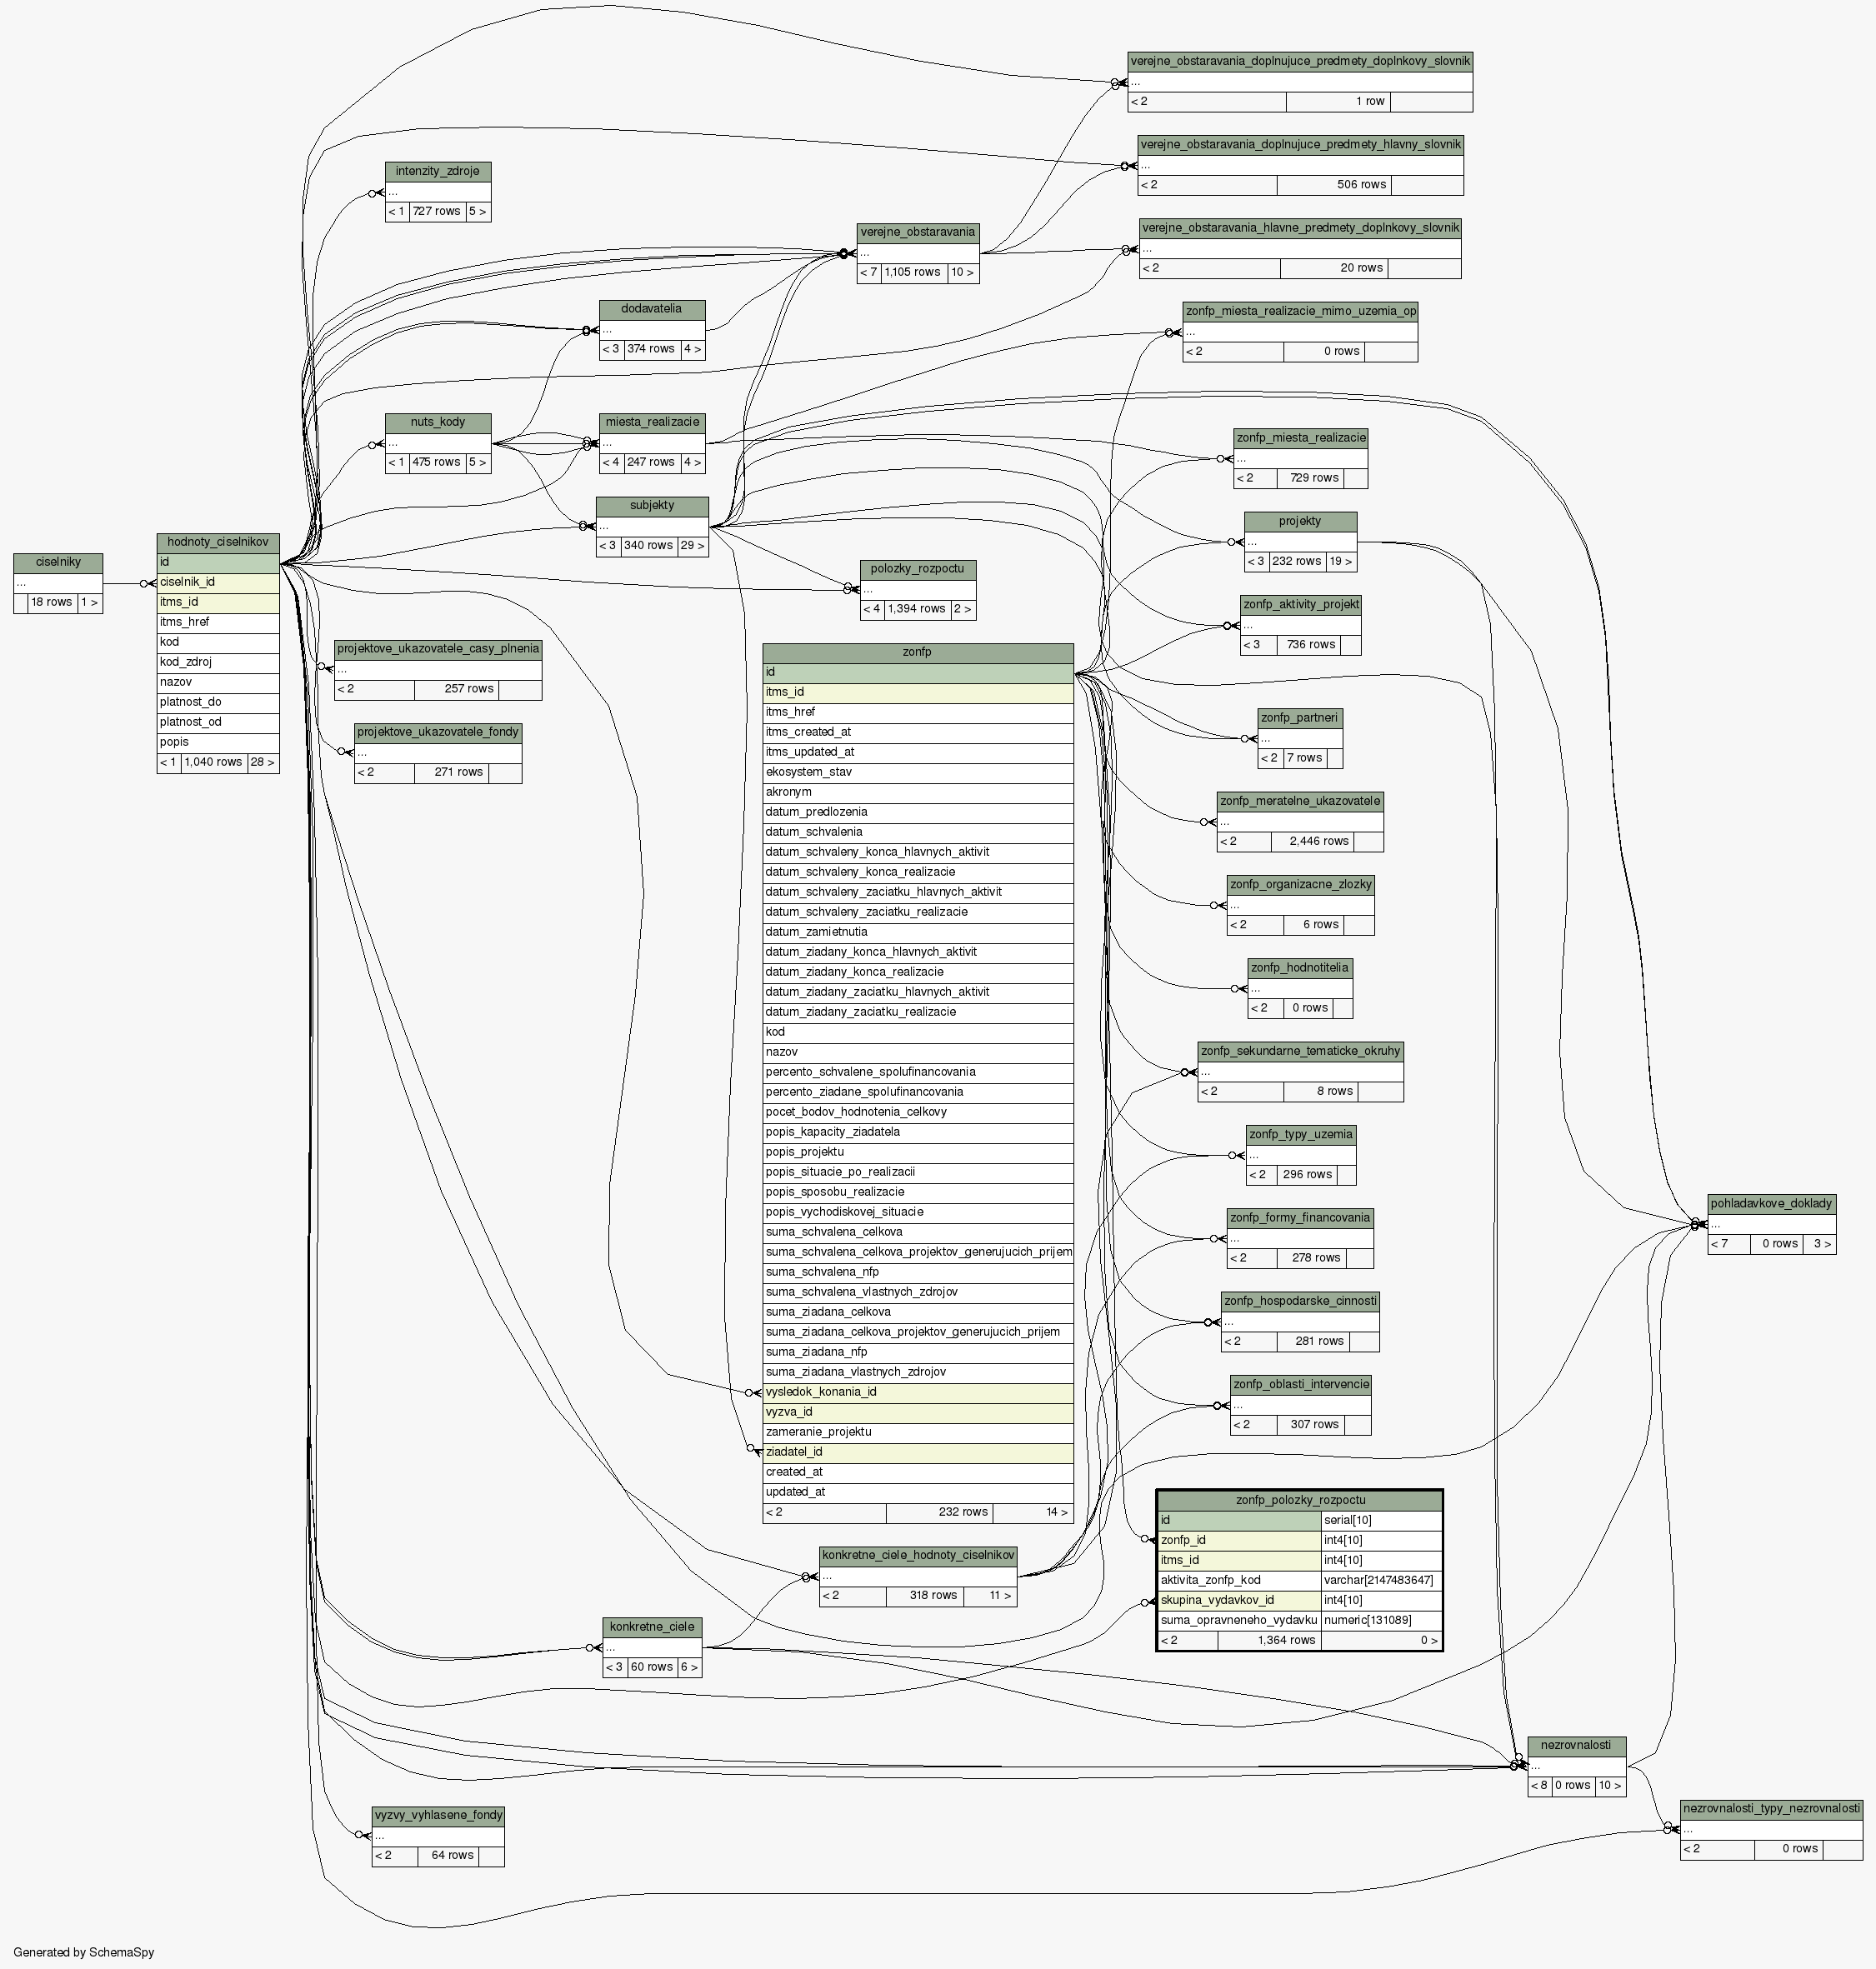 verejne_obstaravania_doplnujuce_predmety_doplnkovy_slovnik
...
< 2 1 row
verejne_obstaravania_doplnujuce_predmety_hlavny_slovnik
...
< 2 506 rows
intenzity_zdroje
...
< 1 727 rows 5 >
verejne_obstaravania
...
< 7 1,105 rows 10 >
verejne_obstaravania_hlavne_predmety_doplnkovy_slovnik
...
< 2 20 rows
dodavatelia
...
< 3 374 rows 4 >
zonfp_miesta_realizacie_mimo_uzemia_op
...
< 2 0 rows
nuts_kody
...
< 1 475 rows 5 >
miesta_realizacie
...
< 4 247 rows 4 >
zonfp_miesta_realizacie
...
< 2 729 rows
subjekty
...
< 3 340 rows 29 >
projekty
...
< 3 232 rows 19 >
ciselniky
...
18 rows 1 >
hodnoty_ciselnikov
id
ciselnik_id
itms_id
itms_href
kod
kod_zdroj
nazov
platnost_do
platnost_od
popis
< 1 1,040 rows 28 >
polozky_rozpoctu
...
< 4 1,394 rows 2 >
zonfp_aktivity_projekt
...
< 3 736 rows
projektove_ukazovatele_casy_plnenia
...
< 2 257 rows
projektove_ukazovatele_fondy
...
< 2 271 rows
zonfp
id
itms_id
itms_href
itms_created_at
itms_updated_at
ekosystem_stav
akronym
datum_predlozenia
datum_schvalenia
datum_schvaleny_konca_hlavnych_aktivit
datum_schvaleny_konca_realizacie
datum_schvaleny_zaciatku_hlavnych_aktivit
datum_schvaleny_zaciatku_realizacie
datum_zamietnutia
datum_ziadany_konca_hlavnych_aktivit
datum_ziadany_konca_realizacie
datum_ziadany_zaciatku_hlavnych_aktivit
datum_ziadany_zaciatku_realizacie
kod
nazov
percento_schvalene_spolufinancovania
percento_ziadane_spolufinancovania
pocet_bodov_hodnotenia_celkovy
popis_kapacity_ziadatela
popis_projektu
popis_situacie_po_realizacii
popis_sposobu_realizacie
popis_vychodiskovej_situacie
suma_schvalena_celkova
suma_schvalena_celkova_projektov_generujucich_prijem
suma_schvalena_nfp
suma_schvalena_vlastnych_zdrojov
suma_ziadana_celkova
suma_ziadana_celkova_projektov_generujucich_prijem
suma_ziadana_nfp
suma_ziadana_vlastnych_zdrojov
vysledok_konania_id
vyzva_id
zameranie_projektu
ziadatel_id
created_at
updated_at
< 2 232 rows 14 >
zonfp_partneri
...
< 2 7 rows
zonfp_meratelne_ukazovatele
...
< 2 2,446 rows
zonfp_organizacne_zlozky
...
< 2 6 rows
zonfp_hodnotitelia
...
< 2 0 rows
zonfp_sekundarne_tematicke_okruhy
...
< 2 8 rows
zonfp_typy_uzemia
...
< 2 296 rows
pohladavkove_doklady
...
< 7 0 rows 3 >
zonfp_formy_financovania
...
< 2 278 rows
zonfp_hospodarske_cinnosti
...
< 2 281 rows
zonfp_oblasti_intervencie
...
< 2 307 rows
zonfp_polozky_rozpoctu
id serial[10]
zonfp_id int4[10]
itms_id int4[10]
aktivita_zonfp_kod varchar[2147483647]
skupina_vydavkov_id int4[10]
suma_opravneneho_vydavku numeric[131089]
< 2 1,364 rows 0 >
konkretne_ciele_hodnoty_ciselnikov
...
< 2 318 rows 11 >
konkretne_ciele
...
< 3 60 rows 6 >
nezrovnalosti
...
< 8 0 rows 10 >
vyzvy_vyhlasene_fondy
...
< 2 64 rows
nezrovnalosti_typy_nezrovnalosti
...
< 2 0 rows
Generated by SchemaSpy